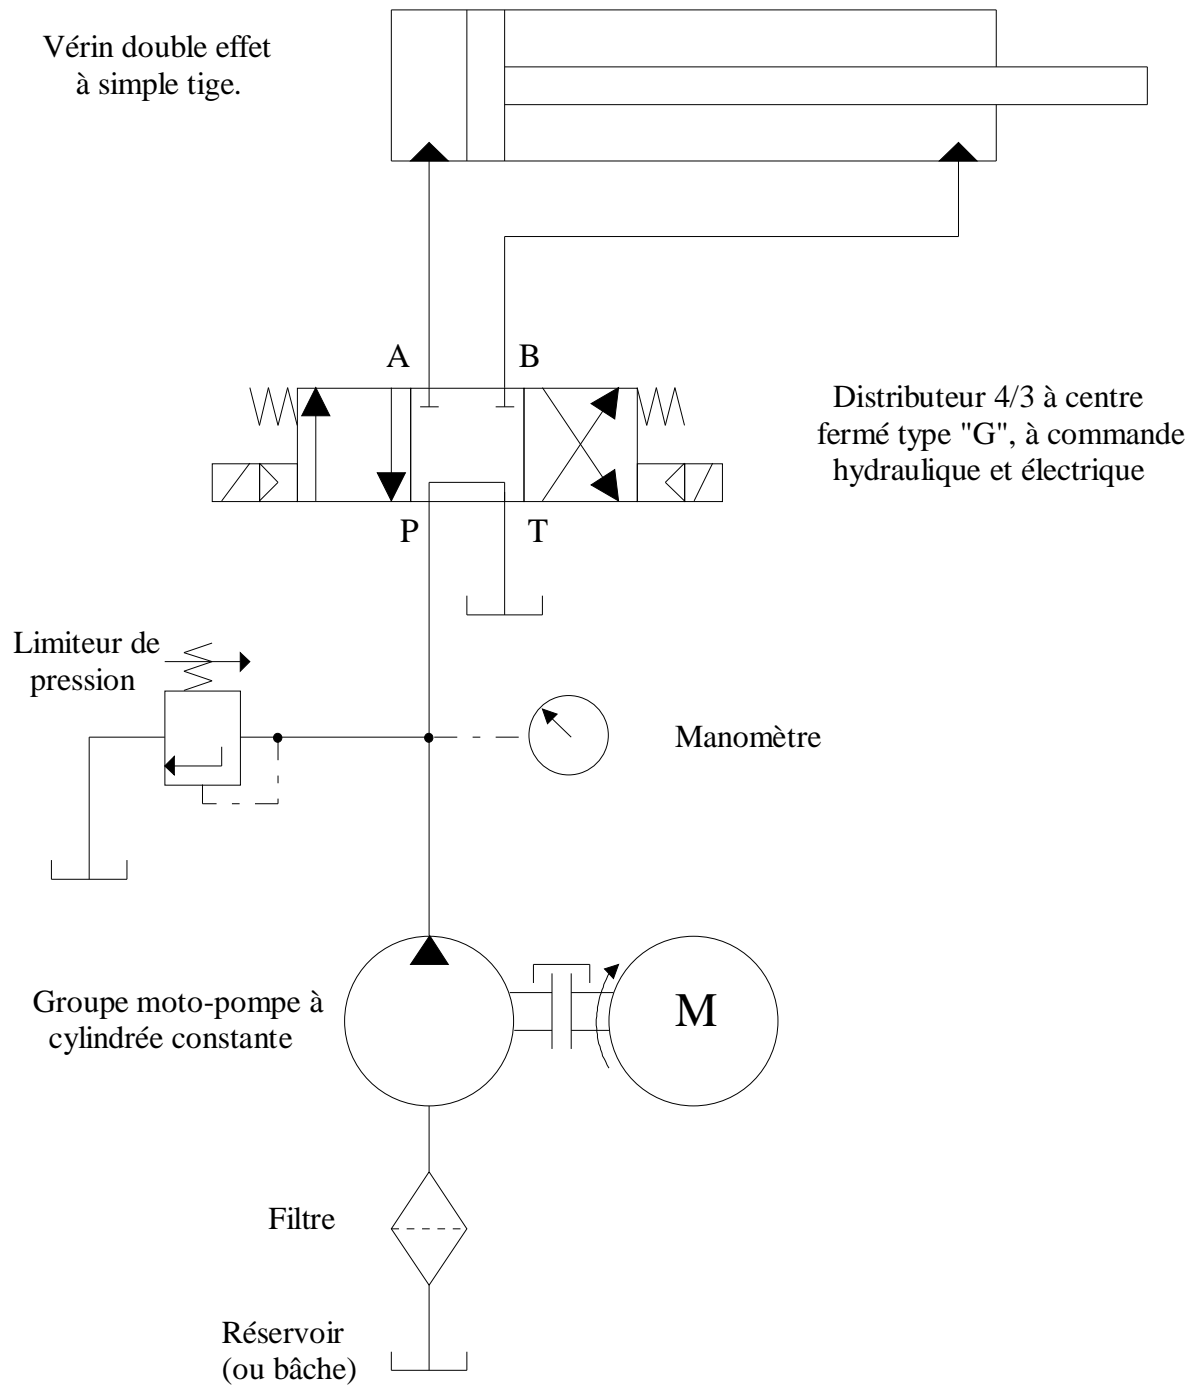 Vérin double effet
à simple tige.
A
B
Distributeur 4/3 à centre
fermé type "G", à commande
hydraulique et électrique
P
T
Limiteur de
pression
Manomètre
Groupe moto-pompe à
cylindrée constante
M
Filtre
Réservoir
(ou bâche)